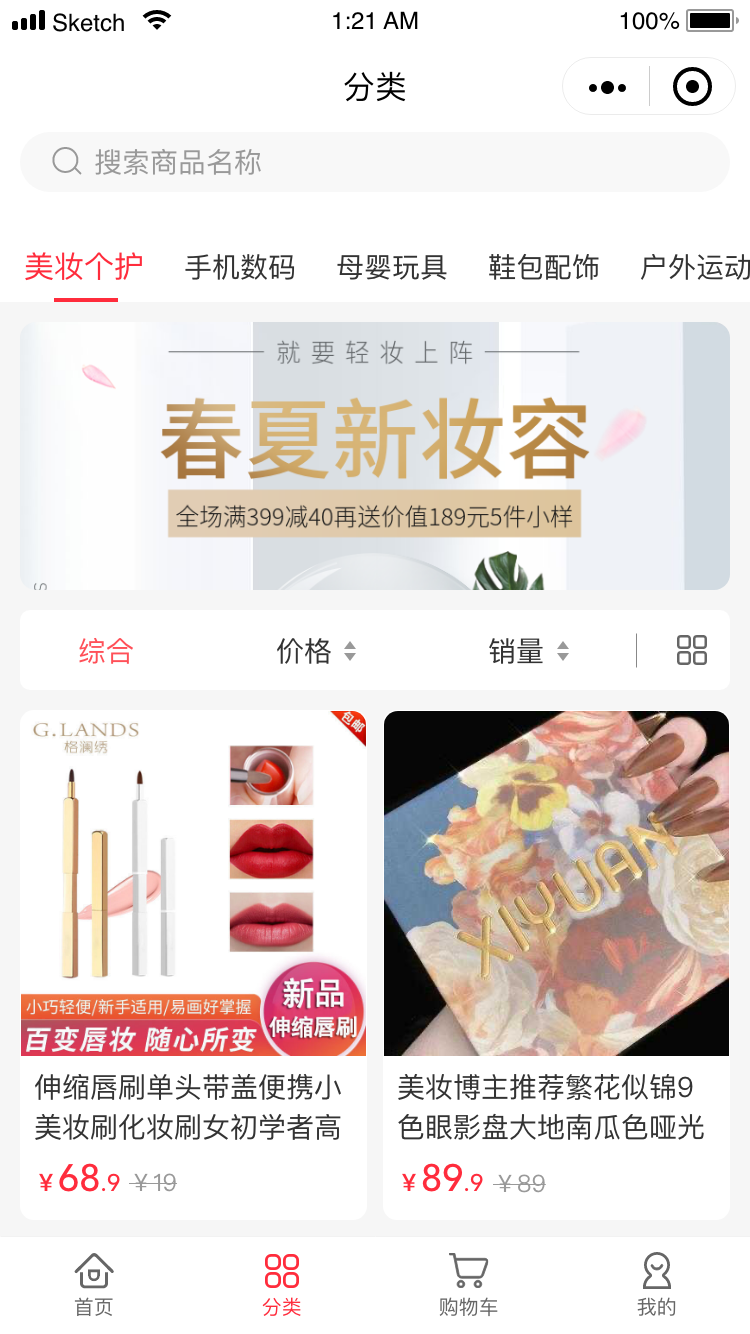 Sketch 1:21 AM 100%
分类
搜索商品名称
美妆个护 手机数码 母婴玩具 鞋包配饰 户外运动
就要轻妆上阵
春夏新妆容
全场满399减40再送价值189元5件小样
S
综合 价格 销量
G.LANDS
格澜绣
包邮
新品
伸缩唇刷
小巧轻便/新手适用/易画好掌握
百变唇妆 随心所变
XIYUAN
伸缩唇刷单头带盖便携小
美妆刷化妆刷女初学者高
¥68.9 ¥19
美妆博主推荐繁花似锦9
色眼影盘大地南瓜色哑光
¥89.9 ¥89
首页 分类 购物车 我的